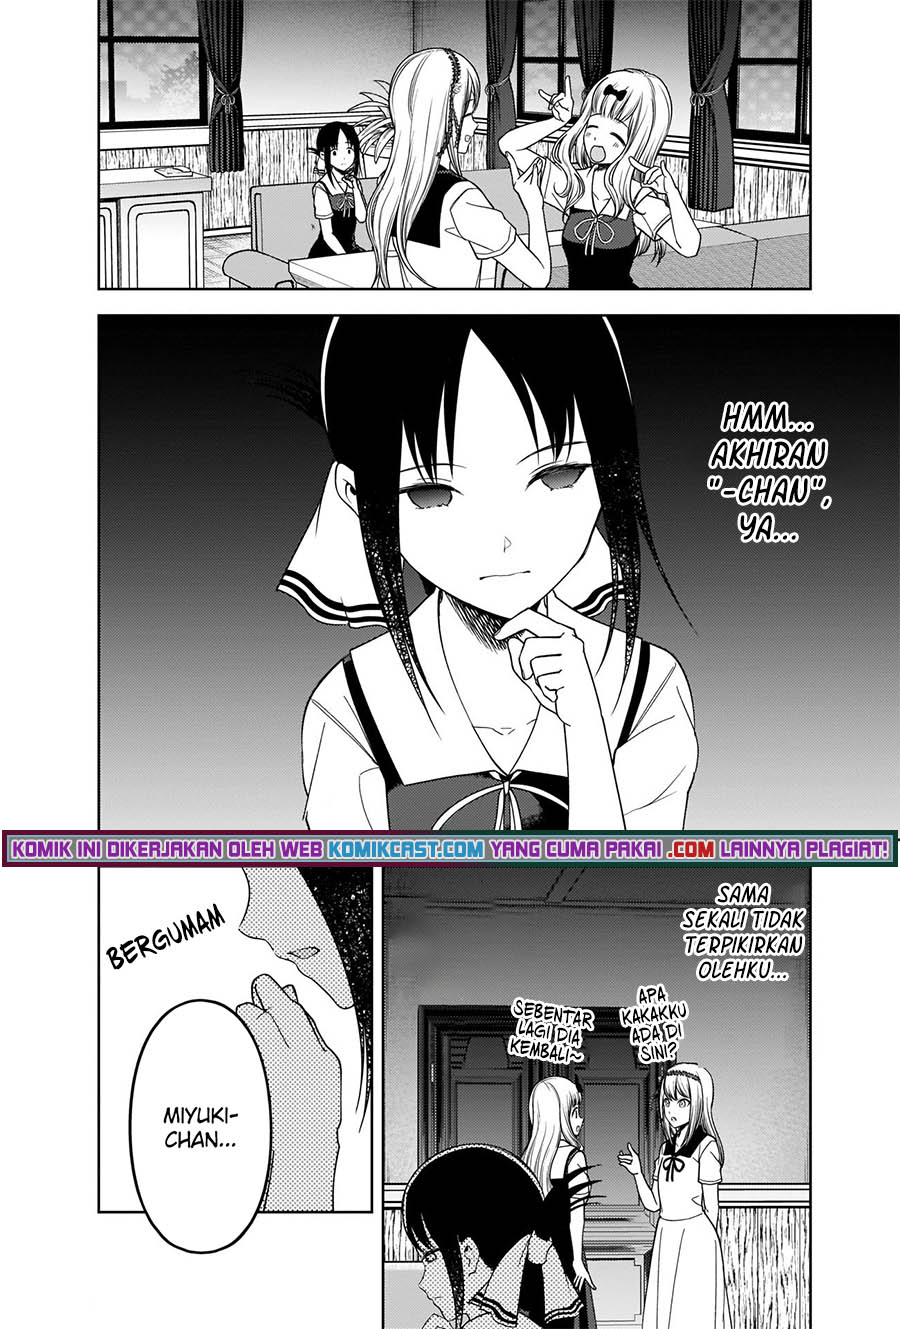 HMM...
AKHIRAN
"-CHAN",
YA...
KOMIK INI DIKERJAKAN OLEH WEB KOMIKCAST.COM YANG CUMA PAKAI .COM LAINNYA PLAGIAT!
SAMA
SEKALI TIDAK
TERPIKIRKAN
OLEHKU...
APA
KAKAKKU
ADA DI
SINI?
SEBENTAR
LAGI DIA
KEMBALI~
BERGUMAM
MIYUKI-
CHAN...